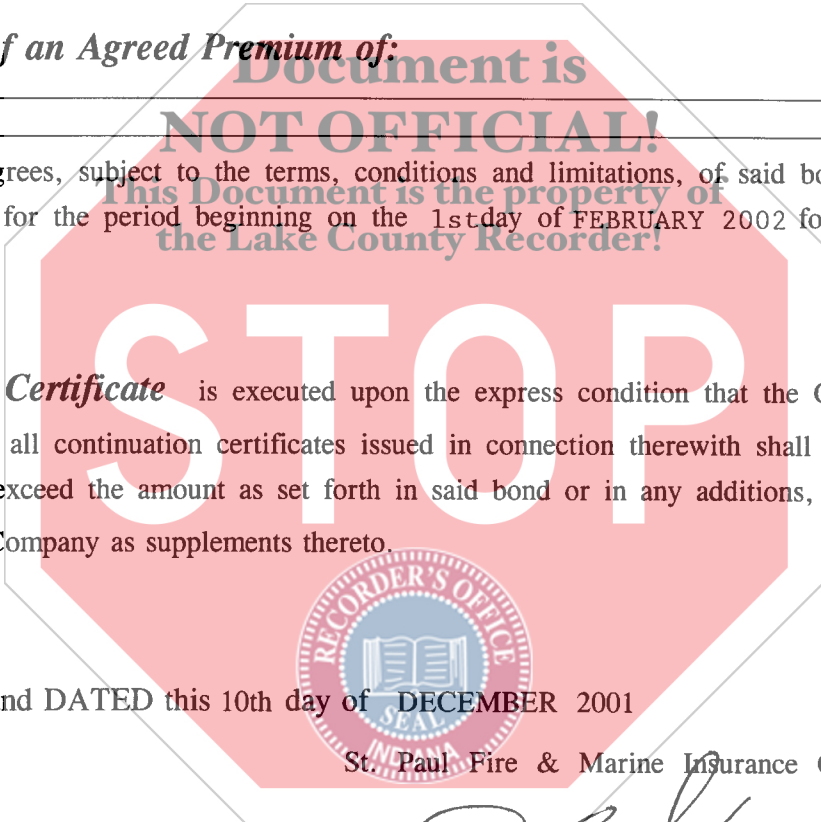 f an Agreed Premium of:
Document is
NOT OFFICIAL!
grees, subject to the terms, conditions and limitations, of said bo
This Document is the property of
for the period beginning on the 1stday of FEBRUARY 2002 fo
the Lake County Recorder!
STOP
Certificate is executed upon the express condition that the C
all continuation certificates issued in connection therewith shall
exceed the amount as set forth in said bond or in any additions,
Company as supplements thereto.
RECORDER'S OFFICE
SEAL
INDIANA
nd DATED this 10th day of DECEMBER 2001
St. Paul Fire & Marine Insurance C